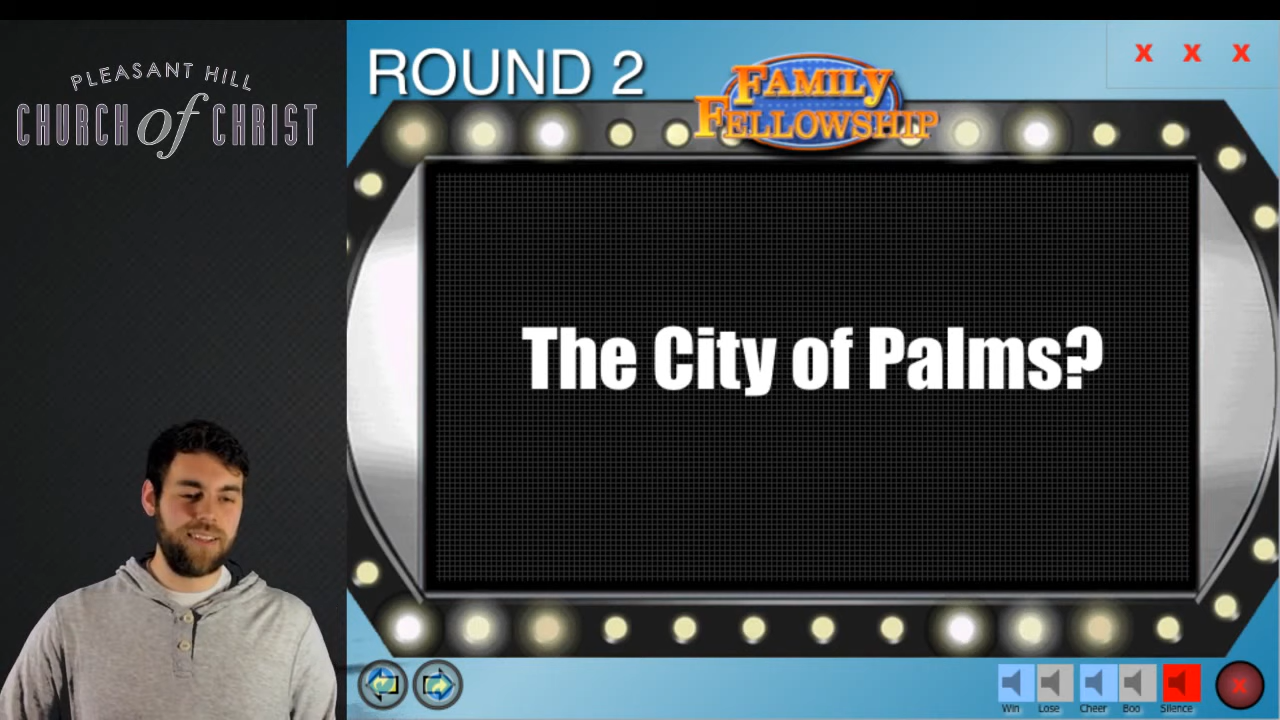 PLEASANT HILL
CHURCH of CHRIST
ROUND 2
FAMILY
FELLOWSHIP
X X X
The City of Palms?
Win Lose Cheer Boo Silence
X